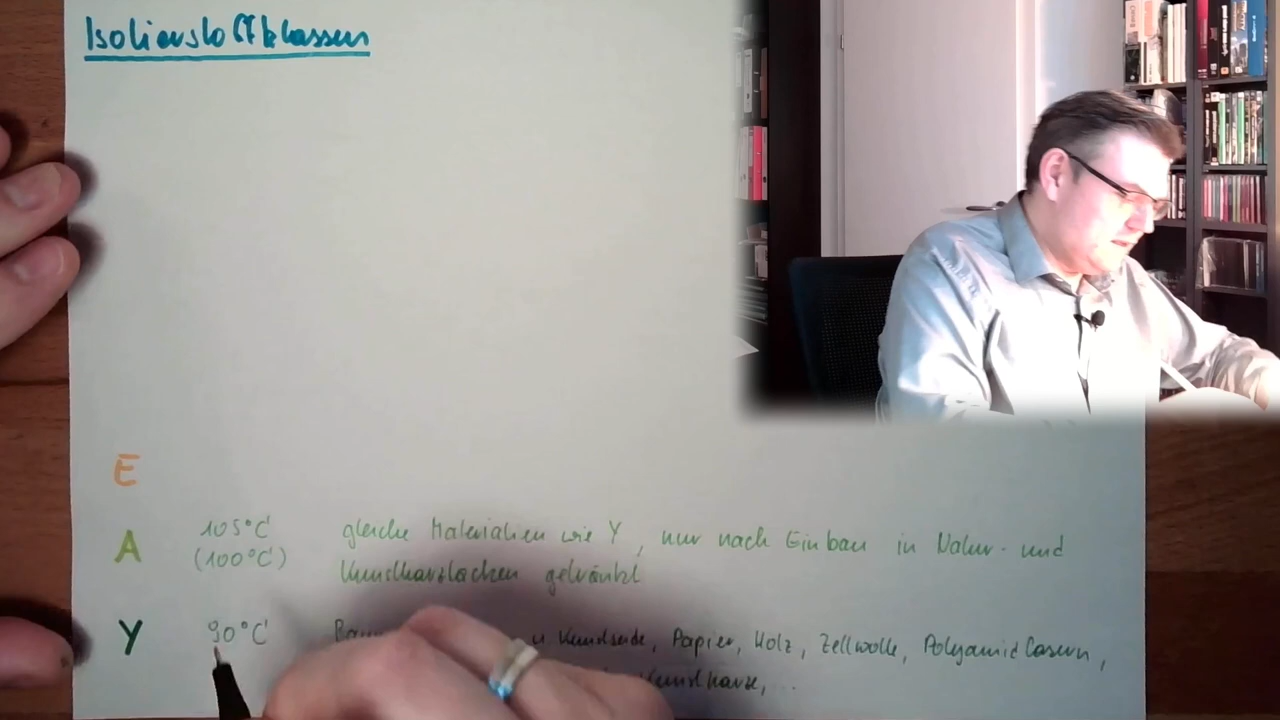 Isolierstoffklassen
E
A 105°C gleiche Materialien wie Y, nur nach Einbau in Natur- und
(100°C) Kunstharzlacken getränkt
Y 90°C u Kunstseide, Papier, Holz, Zellwolle, Polyamidfasern,
Kunstharze, ...